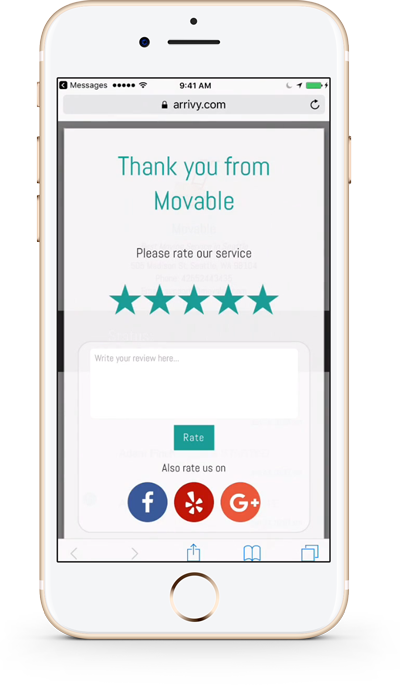 Messages
9:41 AM
arrivy.com
Thank you from
Movable
Please rate our service
Write your review here...
Rate
Also rate us on
f
G+